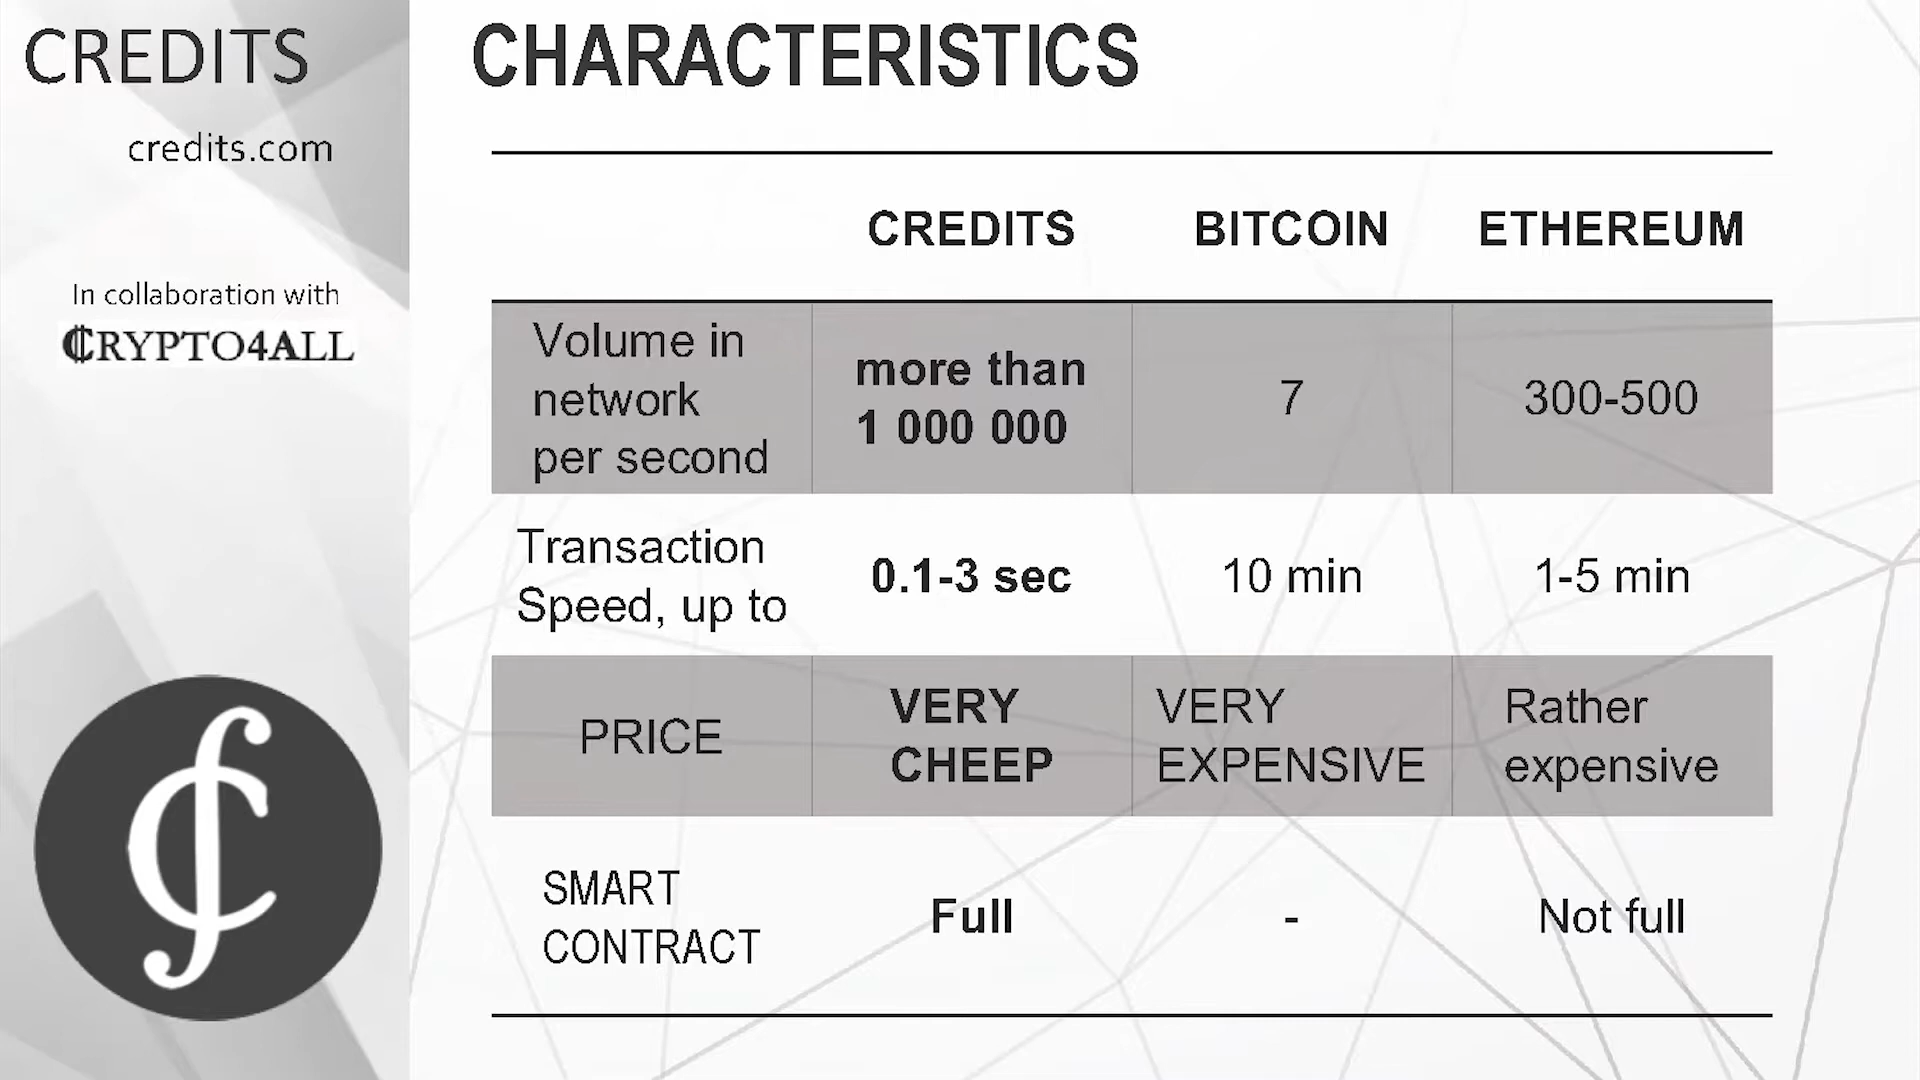 CREDITS
credits.com
In collaboration with
₵RYPTO4ALL
CHARACTERISTICS
CREDITS BITCOIN ETHEREUM
Volume in
network
per second
more than
1 000 000
7
300-500
Transaction
Speed, up to
0.1-3 sec
10 min
1-5 min
PRICE
VERY
CHEEP
VERY
EXPENSIVE
Rather
expensive
SMART
CONTRACT
Full
-
Not full